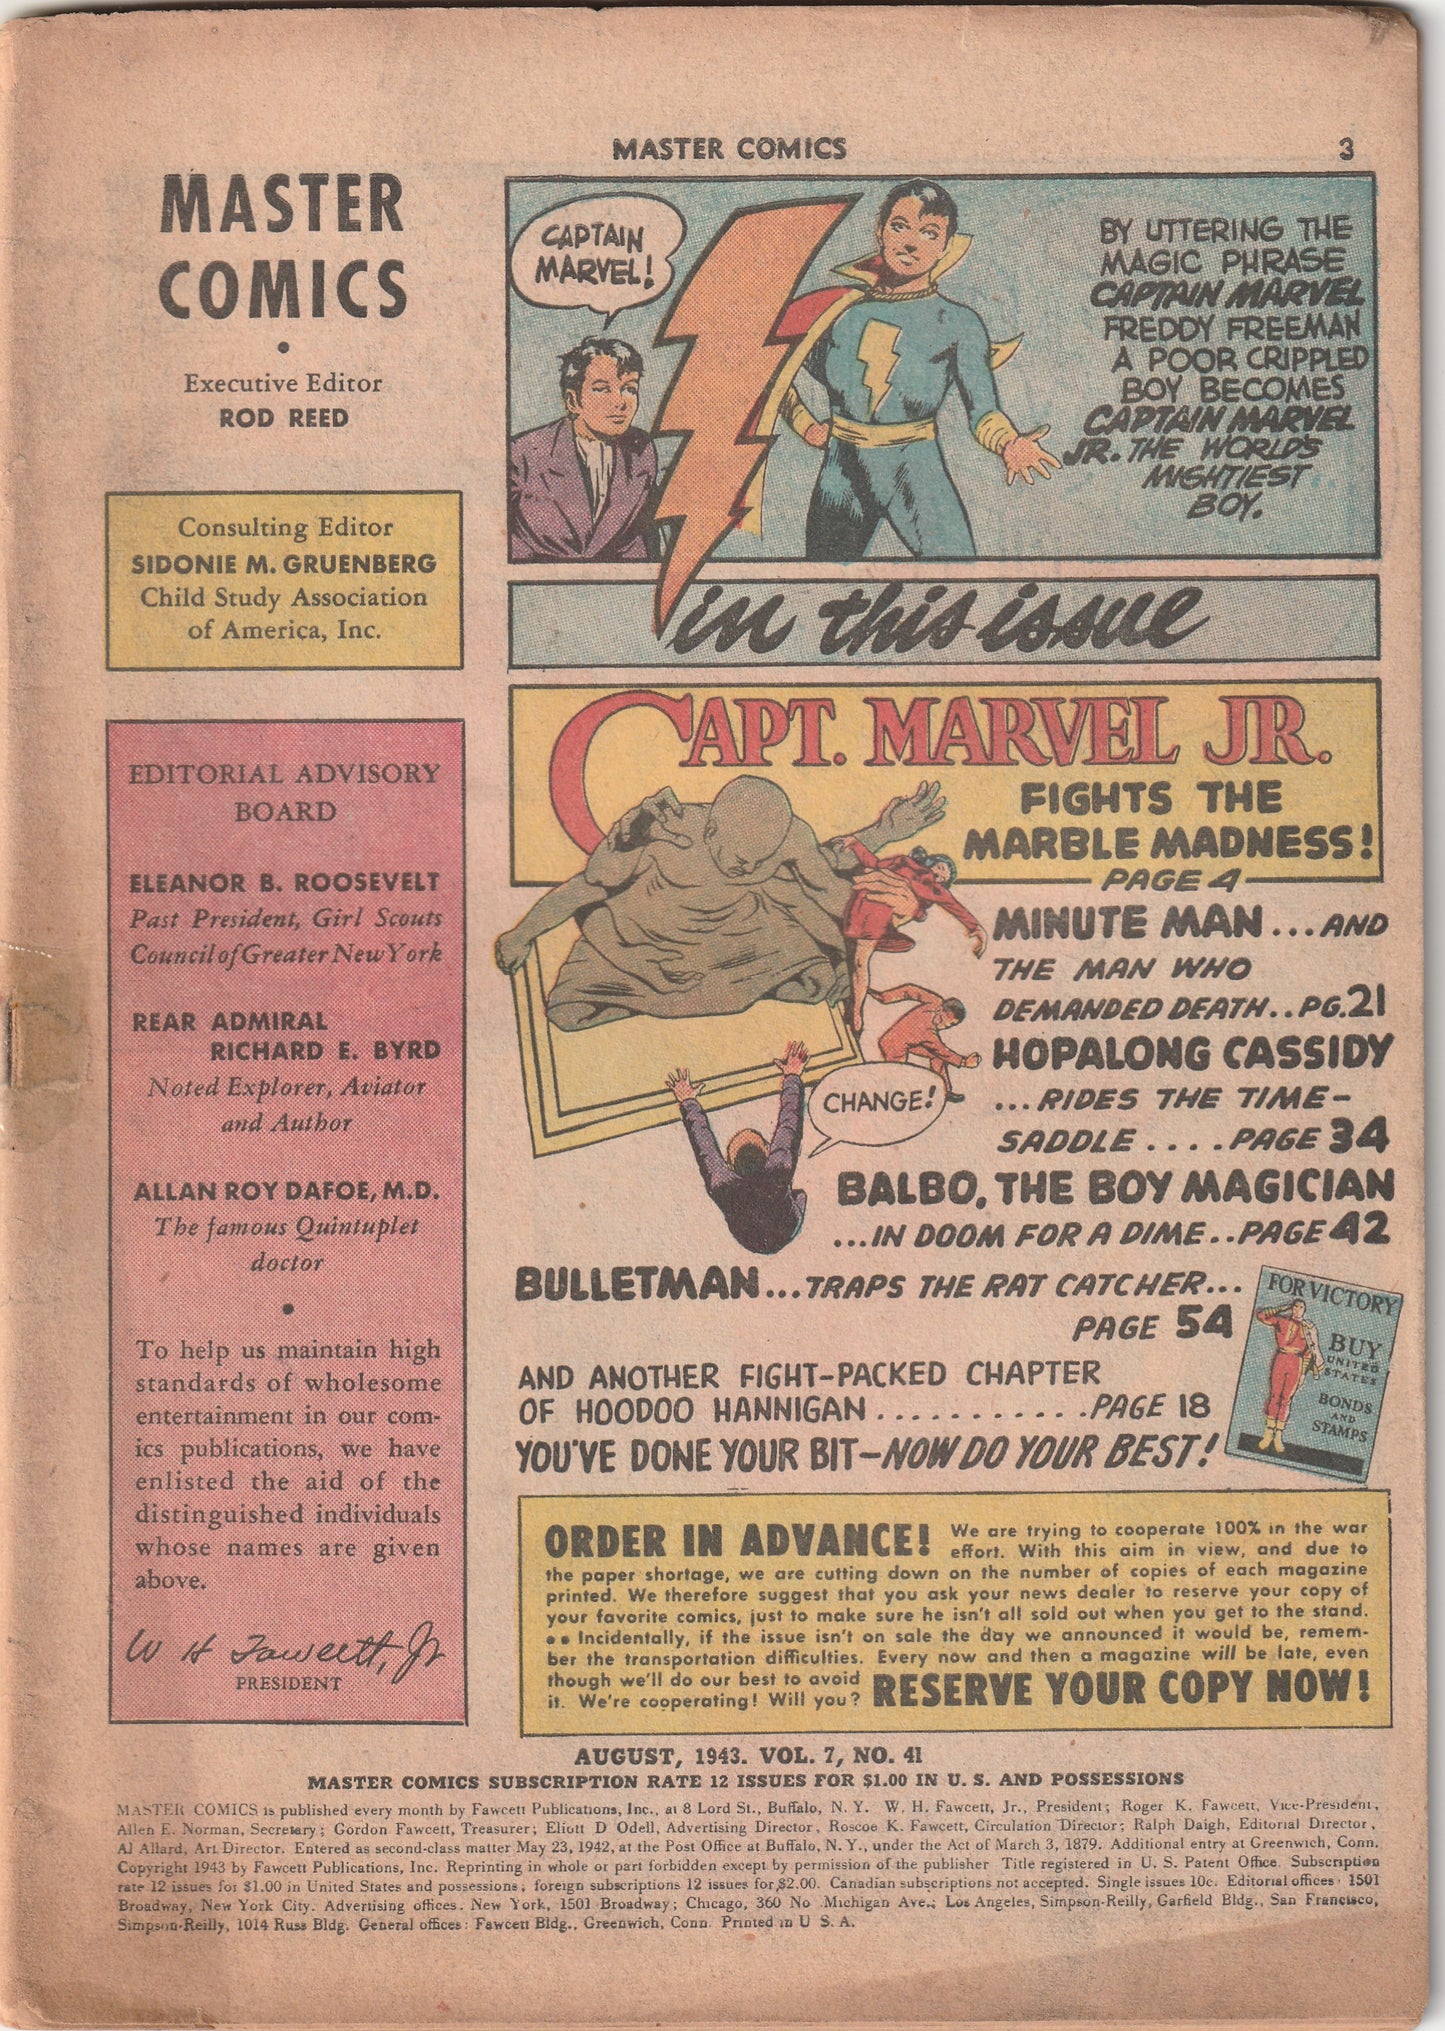 MASTER COMICS
3
MASTER
COMICS
•
Executive Editor
ROD REED
Consulting Editor
SIDONIE M. GRUENBERG
Child Study Association
of America, Inc.
EDITORIAL ADVISORY
BOARD
ELEANOR B. ROOSEVELT
Past President, Girl Scouts
Council of Greater New York
REAR ADMIRAL
RICHARD E. BYRD
Noted Explorer, Aviator
and Author
ALLAN ROY DAFOE, M.D.
The famous Quintuplet
doctor
•
To help us maintain high
standards of wholesome
entertainment in our com-
ics publications, we have
enlisted the aid of the
distinguished individuals
whose names are given
above.
W H Fawcett, Jr
PRESIDENT
CAPTAIN
MARVEL!
BY UTTERING THE
MAGIC PHRASE
CAPTAIN MARVEL
FREDDY FREEMAN
A POOR CRIPPLED
BOY BECOMES
CAPTAIN MARVEL
JR. THE WORLD'S
MIGHTIEST
BOY.
in this issue
CAPT. MARVEL JR.
FIGHTS THE
MARBLE MADNESS!
PAGE 4
MINUTE MAN...AND
THE MAN WHO
DEMANDED DEATH..PG.21
HOPALONG CASSIDY
...RIDES THE TIME-
SADDLE....PAGE 34
CHANGE!
BALBO, THE BOY MAGICIAN
...IN DOOM FOR A DIME..PAGE 42
BULLETMAN...TRAPS THE RAT CATCHER...
PAGE 54
AND ANOTHER FIGHT-PACKED CHAPTER
OF HOODOO HANNIGAN............PAGE 18
YOU'VE DONE YOUR BIT-NOW DO YOUR BEST!
FOR VICTORY
BUY
UNITED
STATES
BONDS
AND
STAMPS
ORDER IN ADVANCE! We are trying to cooperate 100% in the war
effort. With this aim in view, and due to
the paper shortage, we are cutting down on the number of copies of each magazine
printed. We therefore suggest that you ask your news dealer to reserve your copy of
your favorite comics, just to make sure he isn't all sold out when you get to the stand.
•• Incidentally, if the issue isn't on sale the day we announced it would be, remem-
ber the transportation difficulties. Every now and then a magazine will be late, even
though we'll do our best to avoid
it. We're cooperating! Will you? RESERVE YOUR COPY NOW!
AUGUST, 1943. VOL. 7, NO. 41
MASTER COMICS SUBSCRIPTION RATE 12 ISSUES FOR $1.00 IN U. S. AND POSSESSIONS
MASTER COMICS is published every month by Fawcett Publications, Inc., at 8 Lord St., Buffalo, N. Y. W. H. Fawcett, Jr., President; Roger K. Fawcett, Vice-President,
Allen E. Norman, Secretary; Gordon Fawcett, Treasurer; Eliott D Odell, Advertising Director, Roscoe K. Fawcett, Circulation Director; Ralph Daigh, Editorial Director,
Al Allard, Art Director. Entered as second-class matter May 23, 1942, at the Post Office at Buffalo, N. Y., under the Act of March 3, 1879. Additional entry at Greenwich, Conn.
Copyright 1943 by Fawcett Publications, Inc. Reprinting in whole or part forbidden except by permission of the publisher Title registered in U. S. Patent Office. Subscription
rate 12 issues for $1.00 in United States and possessions; foreign subscriptions 12 issues for $2.00. Canadian subscriptions not accepted. Single issues 10c. Editorial offices: 1501
Broadway, New York City. Advertising offices. New York, 1501 Broadway; Chicago, 360 No Michigan Ave.; Los Angeles, Simpson-Reilly, Garfield Bldg., San Francisco,
Simpson-Reilly, 1014 Russ Bldg. General offices: Fawcett Bldg., Greenwich, Conn. Printed in U S. A.